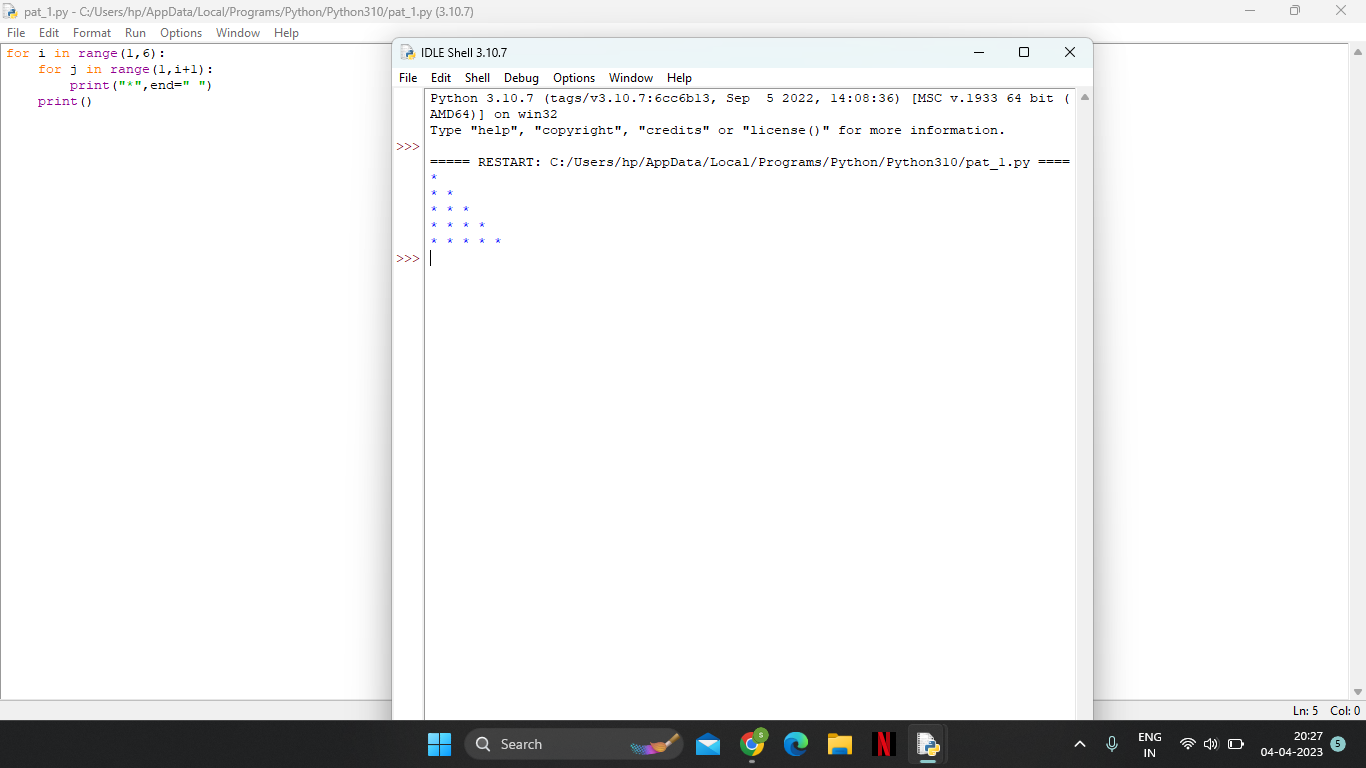 pat_1.py - C:/Users/hp/AppData/Local/Programs/Python/Python310/pat_1.py (3.10.7)
File Edit Format Run Options Window Help
for i in range(1,6):
    for j in range(1,i+1):
        print("*",end=" ")
    print()
IDLE Shell 3.10.7
File Edit Shell Debug Options Window Help
Python 3.10.7 (tags/v3.10.7:6cc6b13, Sep  5 2022, 14:08:36) [MSC v.1933 64 bit (
AMD64)] on win32
Type "help", "copyright", "credits" or "license()" for more information.
>>>
===== RESTART: C:/Users/hp/AppData/Local/Programs/Python/Python310/pat_1.py ====
*
* *
* * *
* * * *
* * * * *
>>>
Ln: 5 Col: 0
Search
S
N
ENG
IN
20:27
04-04-2023
5